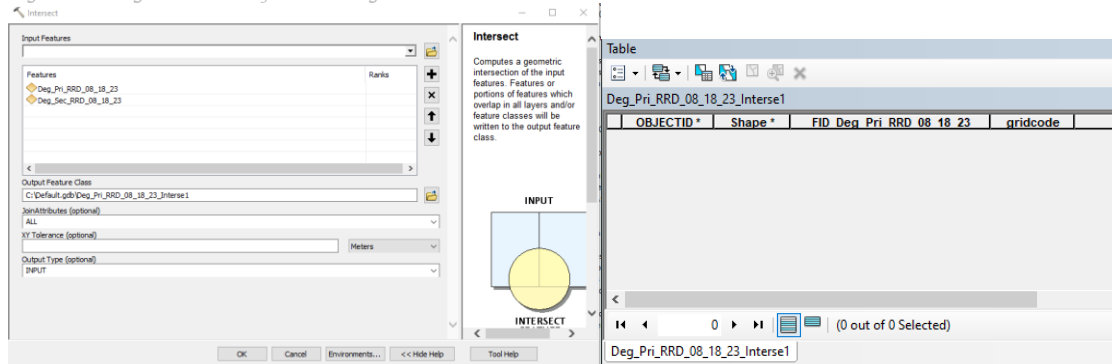 Intersect
Input Features
Features
Ranks
Deg_Pri_RRD_08_18_23
Deg_Sec_RRD_08_18_23
Output Feature Class
C:\Default.gdb\Deg_Pri_RRD_08_18_23_Interse1
JoinAttributes (optional)
ALL
XY Tolerance (optional)
Meters
Output Type (optional)
INPUT
OK
Cancel
Environments...
<< Hide Help
Tool Help
Intersect
Computes a geometric
intersection of the input
features. Features or
portions of features which
overlap in all layers and/or
feature classes will be
written to the output feature
class.
INPUT
INTERSECT
Table
Deg_Pri_RRD_08_18_23_Interse1
OBJECTID *
Shape *
FID_Deg_Pri_RRD_08_18_23
gridcode
0
(0 out of 0 Selected)
Deg_Pri_RRD_08_18_23_Interse1